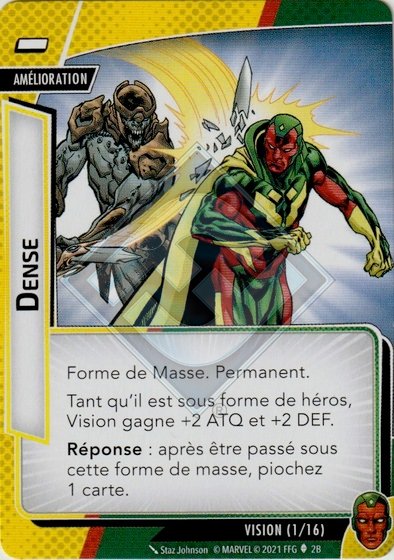 AMÉLIORATION
DENSE
Forme de Masse. Permanent.
Tant qu'il est sous forme de héros,
Vision gagne +2 ATQ et +2 DEF.
Réponse : après être passé sous
cette forme de masse, piochez
1 carte.
VISION (1/16)
Staz Johnson © MARVEL © 2021 FFG 2B